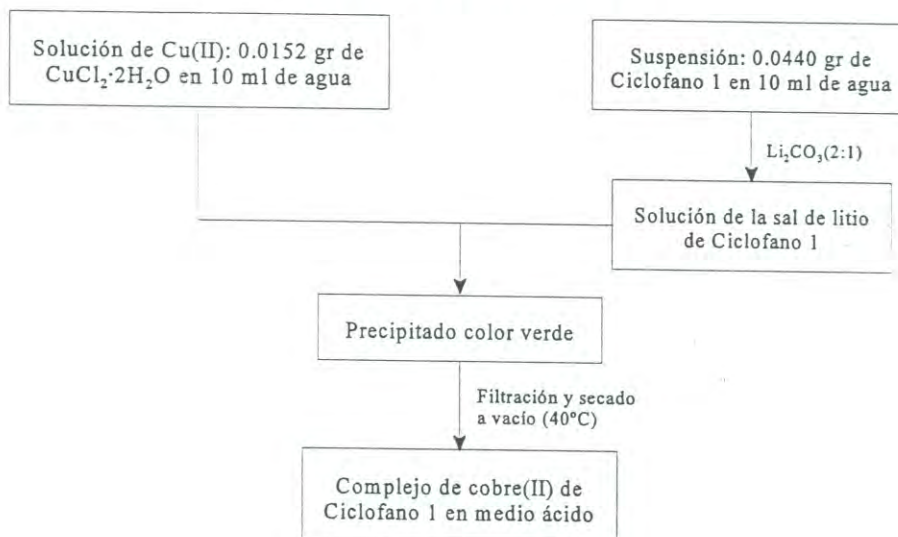 Solución de Cu(II): 0.0152 gr de
CuCl₂·2H₂O en 10 ml de agua
Suspensión: 0.0440 gr de
Ciclofano 1 en 10 ml de agua
Li₂CO₃(2:1)
Solución de la sal de litio
de Ciclofano 1
Precipitado color verde
Filtración y secado
a vacío (40ºC)
Complejo de cobre(II) de
Ciclofano 1 en medio ácido